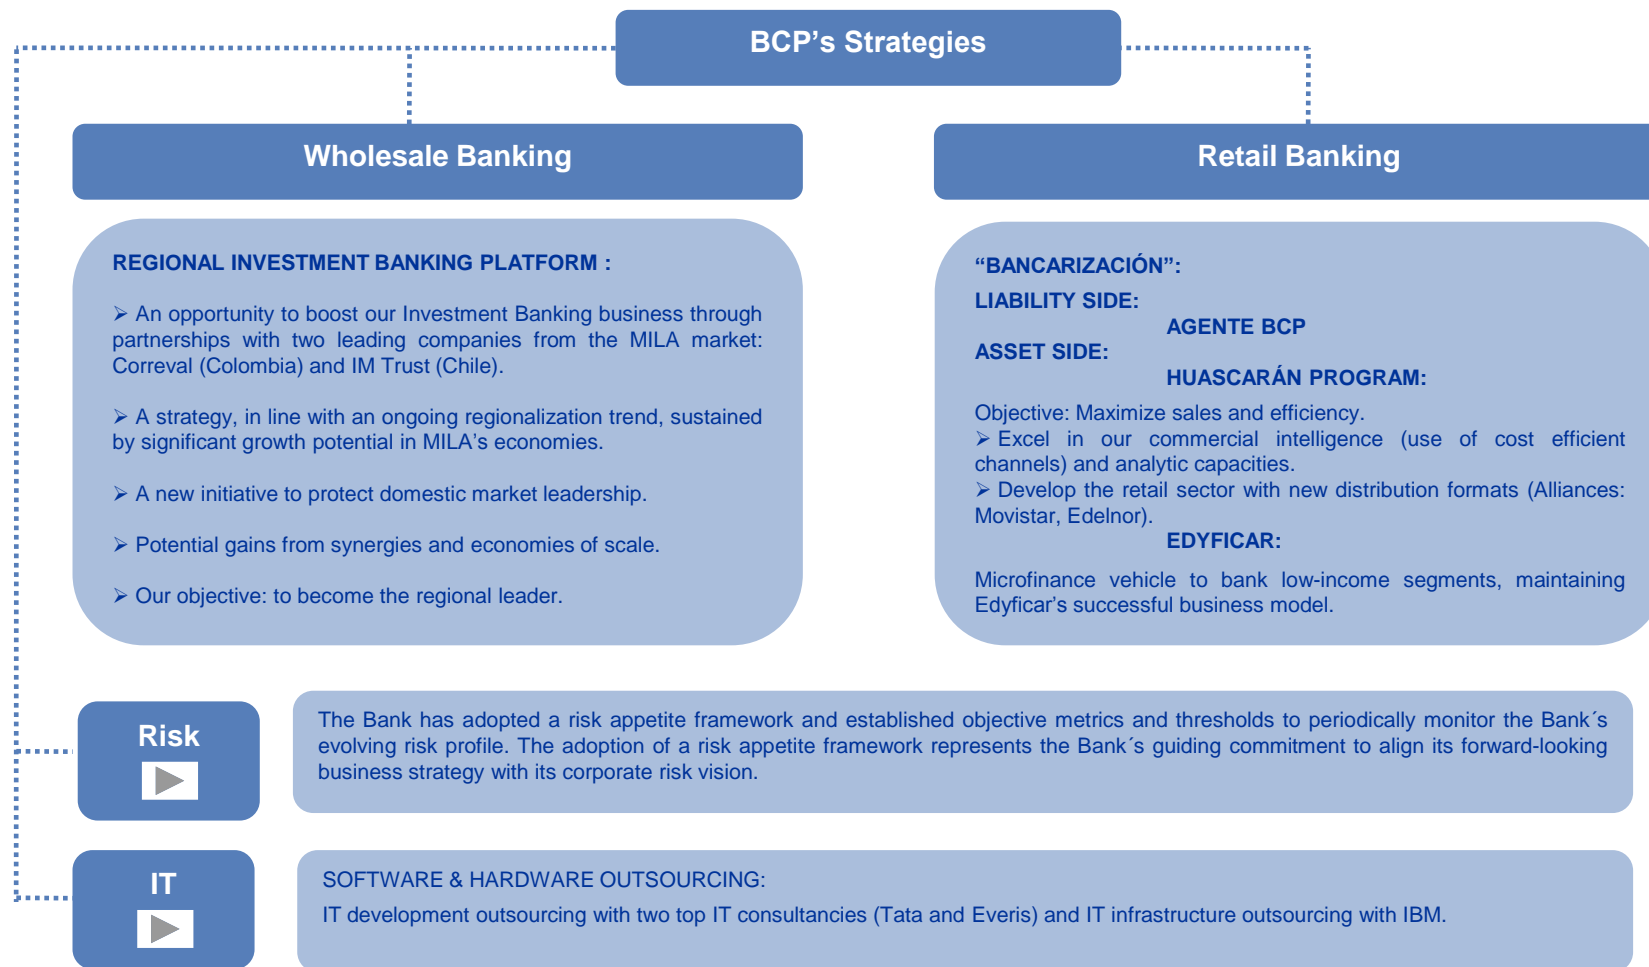 BCP’s Strategies
Wholesale Banking
REGIONAL INVESTMENT BANKING PLATFORM :
➢ An opportunity to boost our Investment Banking business through
partnerships with two leading companies from the MILA market:
Correval (Colombia) and IM Trust (Chile).
➢ A strategy, in line with an ongoing regionalization trend, sustained
by significant growth potential in MILA’s economies.
➢ A new initiative to protect domestic market leadership.
➢ Potential gains from synergies and economies of scale.
➢ Our objective: to become the regional leader.
Retail Banking
“BANCARIZACIÓN”:
LIABILITY SIDE:
AGENTE BCP
ASSET SIDE:
HUASCARÁN PROGRAM:
Objective: Maximize sales and efficiency.
➢ Excel in our commercial intelligence (use of cost efficient
channels) and analytic capacities.
➢ Develop the retail sector with new distribution formats (Alliances:
Movistar, Edelnor).
EDYFICAR:
Microfinance vehicle to bank low-income segments, maintaining
Edyficar’s successful business model.
Risk
The Bank has adopted a risk appetite framework and established objective metrics and thresholds to periodically monitor the Bank´s
evolving risk profile. The adoption of a risk appetite framework represents the Bank´s guiding commitment to align its forward-looking
business strategy with its corporate risk vision.
IT
SOFTWARE & HARDWARE OUTSOURCING:
IT development outsourcing with two top IT consultancies (Tata and Everis) and IT infrastructure outsourcing with IBM.